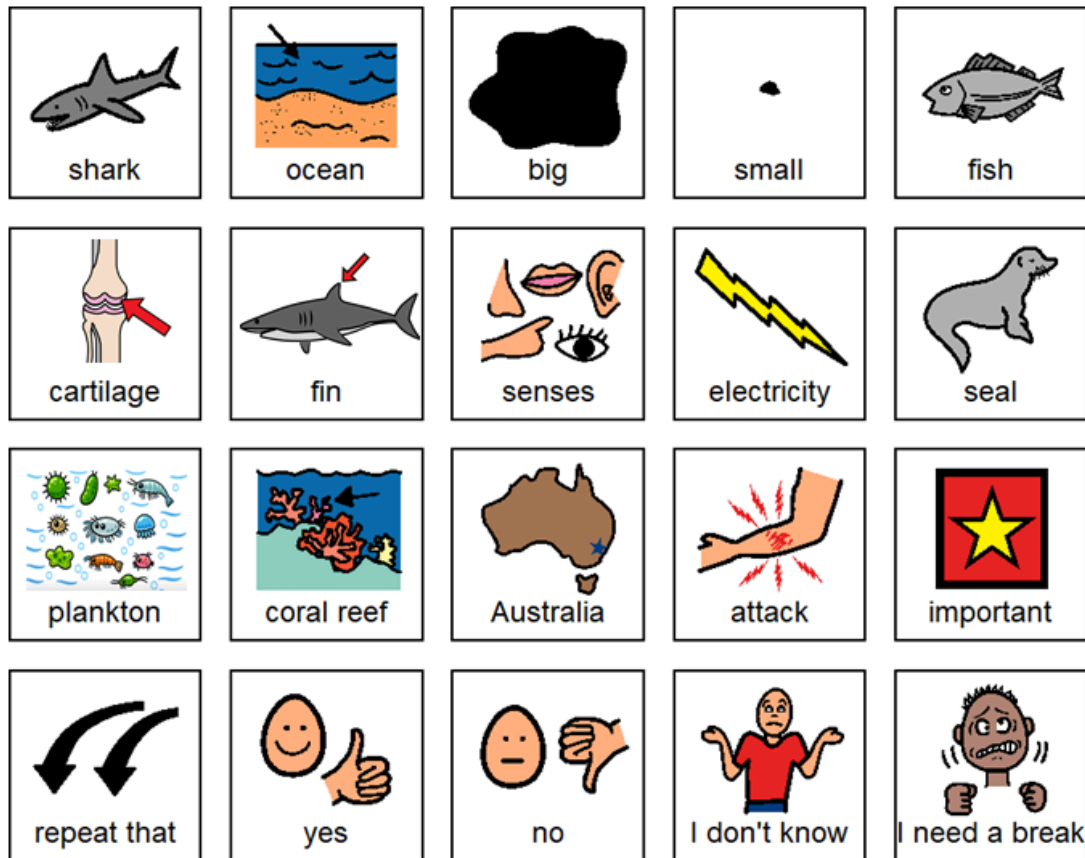 shark
ocean
big
small
fish
cartilage
fin
senses
electricity
seal
plankton
coral reef
Australia
attack
important
repeat that
yes
no
I don't know
I need a break